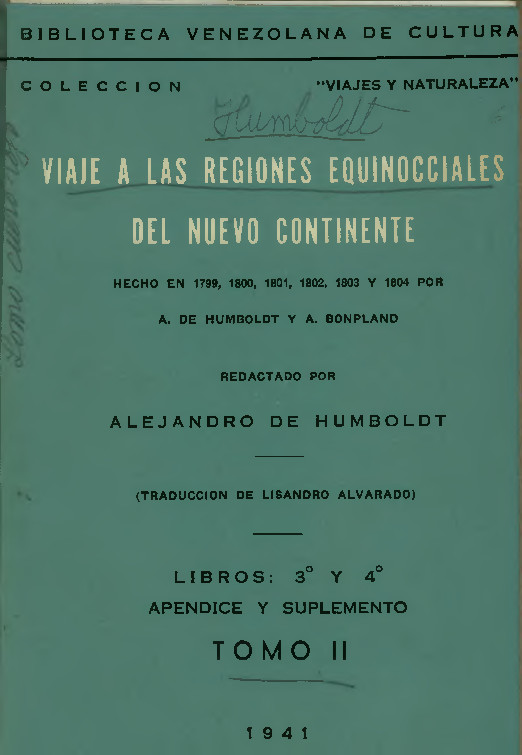 BIBLIOTECA VENEZOLANA DE CULTURA
COLECCION "VIAJES Y NATURALEZA"
Humboldt
VIAJE A LAS REGIONES EQUINOCCIALES
DEL NUEVO CONTINENTE
HECHO EN 1799, 1800, 1801, 1802, 1803 Y 1804 POR
A. DE HUMBOLDT Y A. BONPLAND
REDACTADO POR
ALEJANDRO DE HUMBOLDT
(TRADUCCION DE LISANDRO ALVARADO)
LIBROS: 3º Y 4º
APENDICE Y SUPLEMENTO
TOMO II
1941